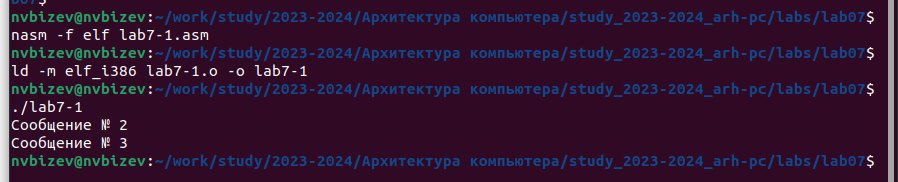 nvbizev@nvbizev:~/work/study/2023-2024/Архитектура компьютера/study_2023-2024_arh-pc/labs/lab07$
nasm -f elf lab7-1.asm
nvbizev@nvbizev:~/work/study/2023-2024/Архитектура компьютера/study_2023-2024_arh-pc/labs/lab07$
ld -m elf_i386 lab7-1.o -o lab7-1
nvbizev@nvbizev:~/work/study/2023-2024/Архитектура компьютера/study_2023-2024_arh-pc/labs/lab07$
./lab7-1
Сообщение № 2
Сообщение № 3
nvbizev@nvbizev:~/work/study/2023-2024/Архитектура компьютера/study_2023-2024_arh-pc/labs/lab07$